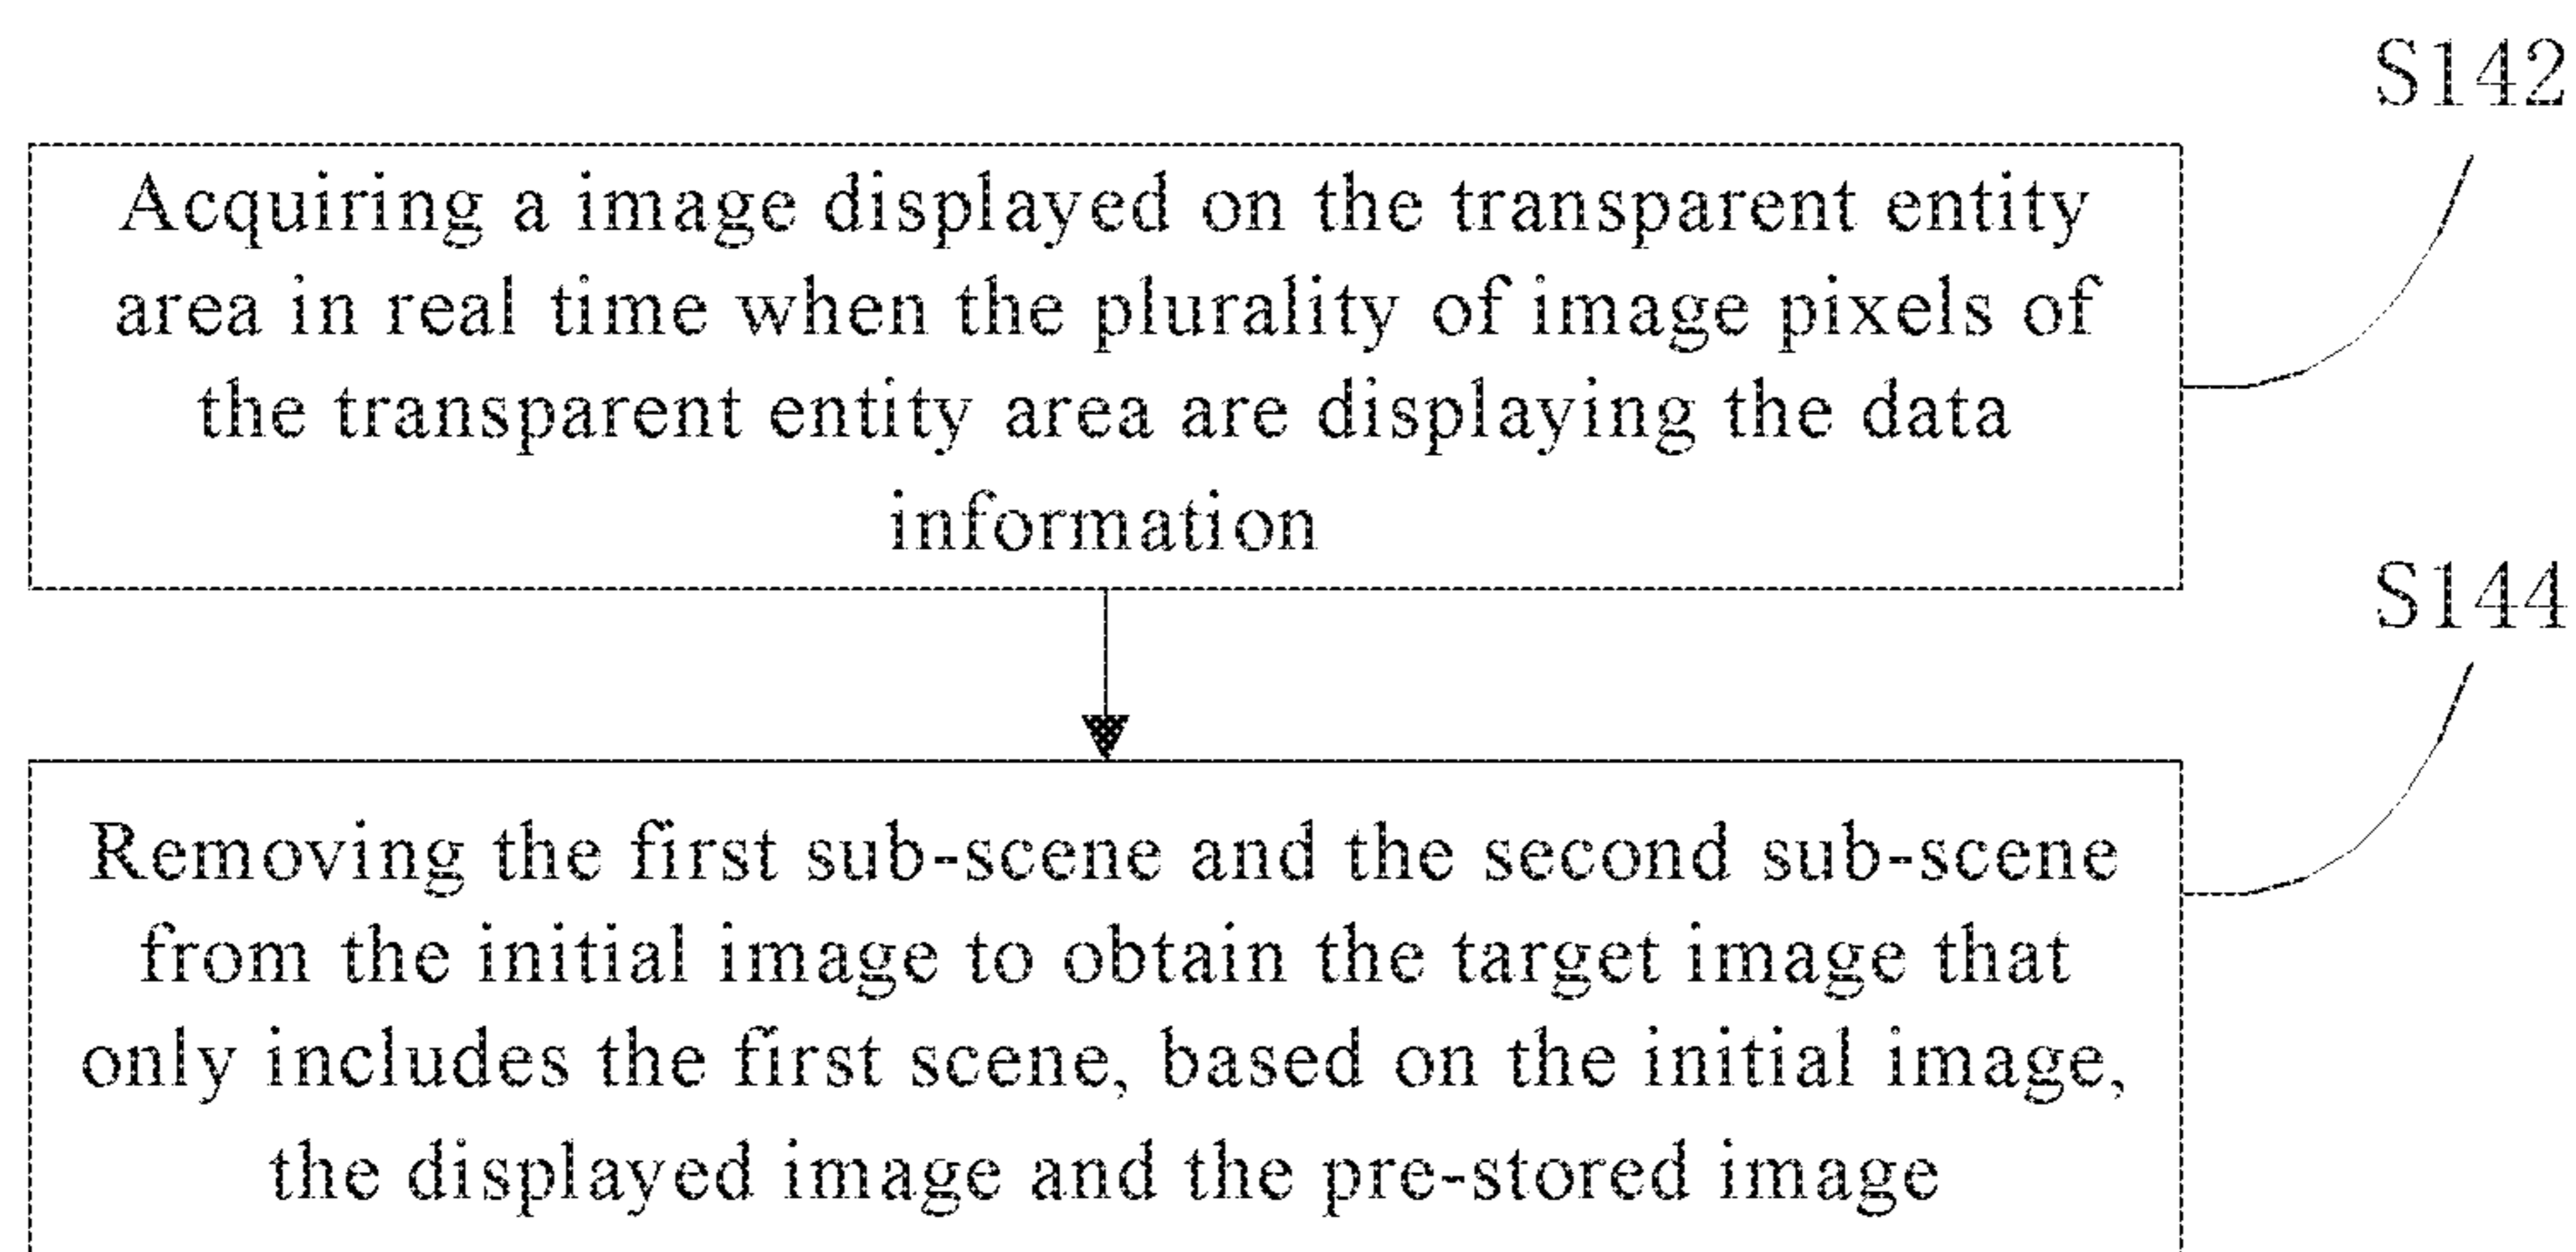 S142
Acquiring a image displayed on the transparent entity
area in real time when the plurality of image pixels of
the transparent entity area are displaying the data
information
S144
Removing the first sub-scene and the second sub-scene
from the initial image to obtain the target image that
only includes the first scene, based on the initial image,
the displayed image and the pre-stored image